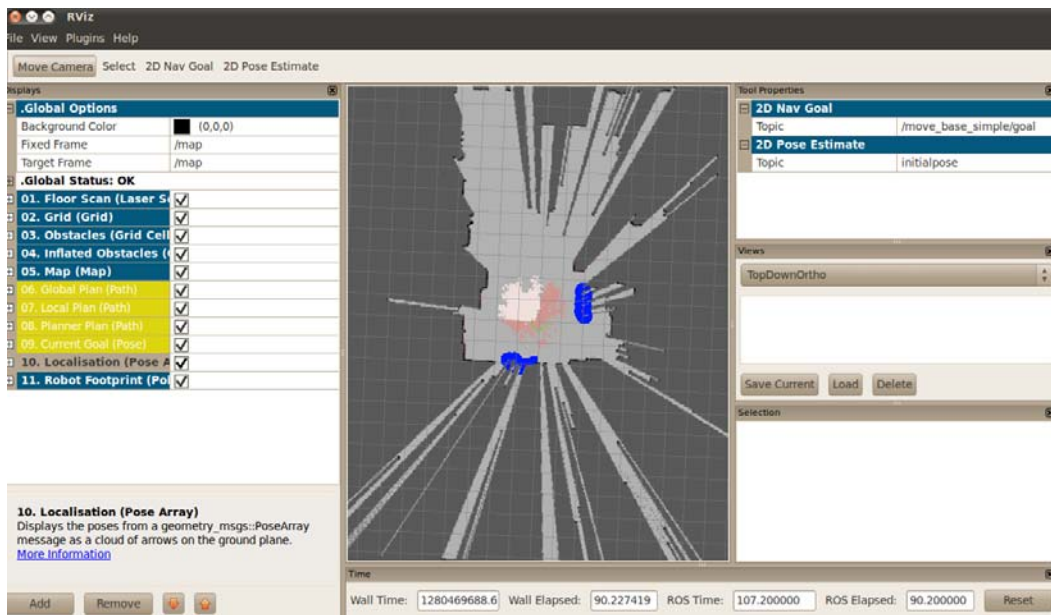 RViz
File View Plugins Help
Move Camera Select 2D Nav Goal 2D Pose Estimate
Displays
.Global Options
Background Color (0,0,0)
Fixed Frame /map
Target Frame /map
.Global Status: OK
01. Floor Scan (Laser S
02. Grid (Grid)
03. Obstacles (Grid Cell
04. Inflated Obstacles (
05. Map (Map)
06. Global Plan (Path)
07. Local Plan (Path)
08. Planner Plan (Path)
09. Current Goal (Pose)
10. Localisation (Pose A
11. Robot Footprint (Pol
10. Localisation (Pose Array)
Displays the poses from a geometry_msgs::PoseArray
message as a cloud of arrows on the ground plane.
More Information
Add Remove
Tool Properties
2D Nav Goal
Topic /move_base_simple/goal
2D Pose Estimate
Topic initialpose
Views
TopDownOrtho
Save Current Load Delete
Selection
Time
Wall Time: 1280469688.6 Wall Elapsed: 90.227419 ROS Time: 107.200000 ROS Elapsed: 90.200000 Reset